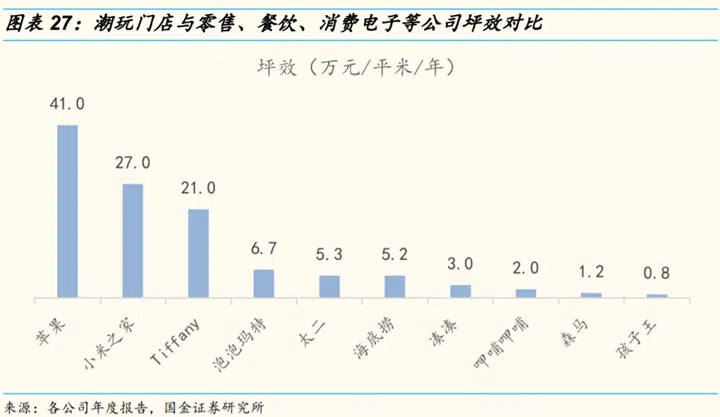 图表 27：潮玩门店与零售、餐饮、消费电子等公司坪效对比
坪效（万元/平米/年）
41.0
27.0
21.0
6.7
5.3
5.2
3.0
2.0
1.2
0.8
苹果
小米之家
Tiffany
泡泡玛特
太二
海底捞
凑凑
呷哺呷哺
森马
孩子王
来源：各公司年度报告，国金证券研究所